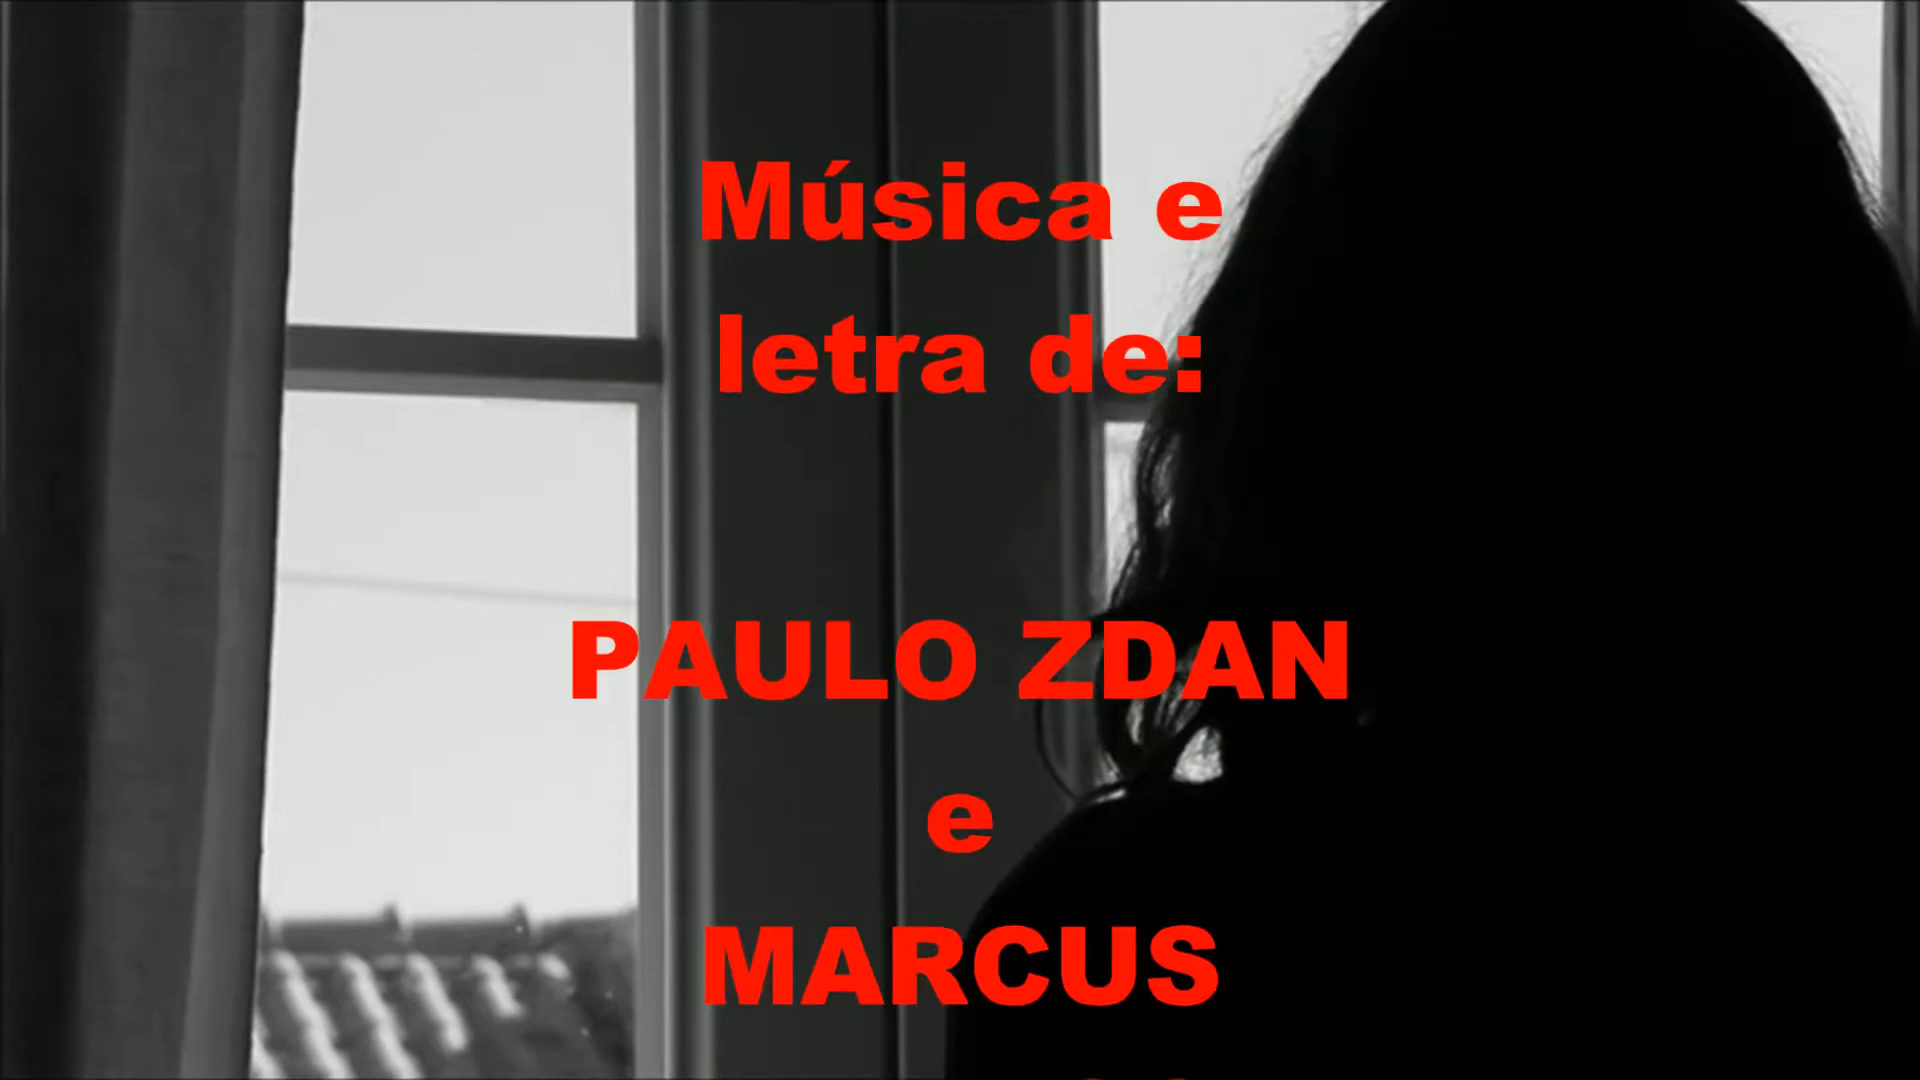 Música e
letra de:
PAULO ZDAN
e
MARCUS